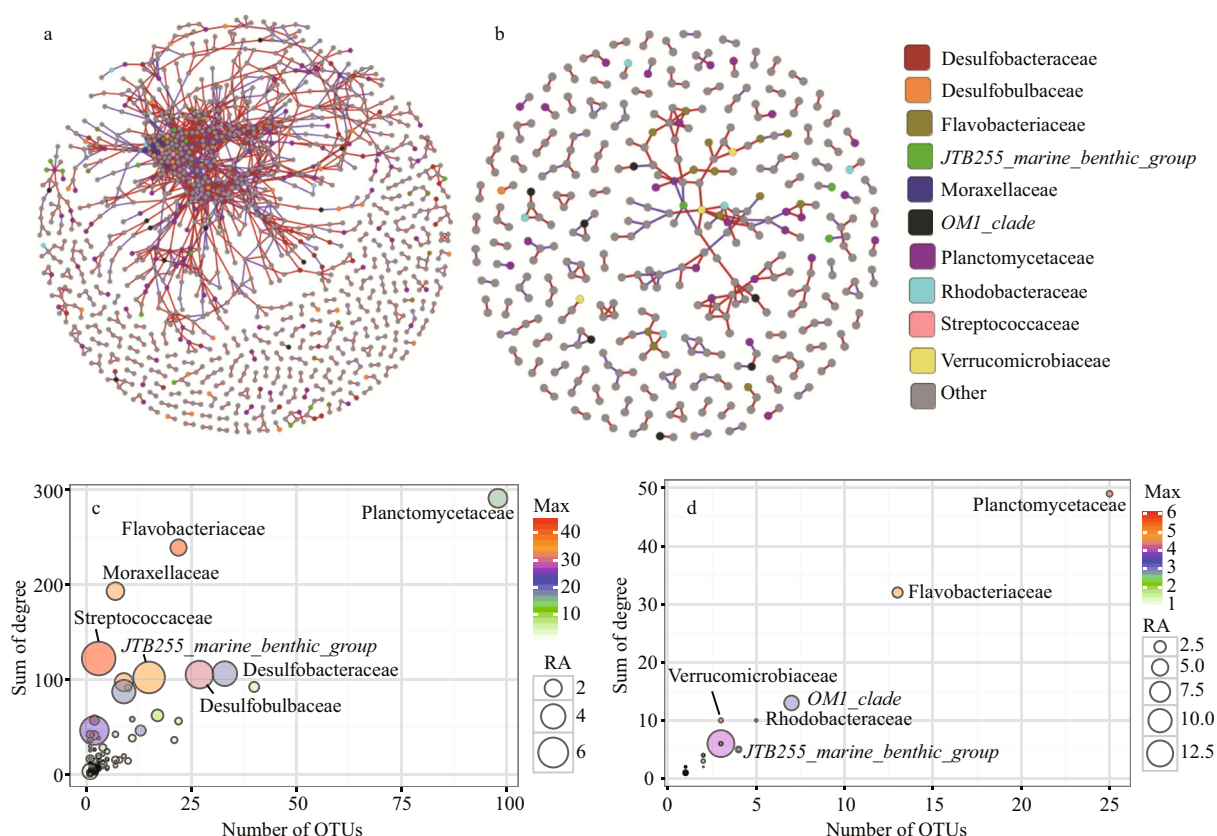 a
b
Desulfobacteraceae
Desulfobulbaceae
Flavobacteriaceae
JTB255_marine_benthic_group
Moraxellaceae
OM1_clade
Planctomycetaceae
Rhodobacteraceae
Streptococcaceae
Verrucomicrobiaceae
Other
c
Sum of degree
300
200
100
0
0
25
50
75
100
Number of OTUs
Planctomycetaceae
Flavobacteriaceae
Moraxellaceae
Streptococcaceae
JTB255_marine_benthic_group
Desulfobacteraceae
Desulfobulbaceae
Max
40
30
20
10
RA
2
4
6
d
Sum of degree
50
40
30
20
10
0
0
5
10
15
20
25
Number of OTUs
Planctomycetaceae
Flavobacteriaceae
Verrucomicrobiaceae
OM1_clade
Rhodobacteraceae
JTB255_marine_benthic_group
Max
6
5
4
3
2
1
RA
2.5
5.0
7.5
10.0
12.5